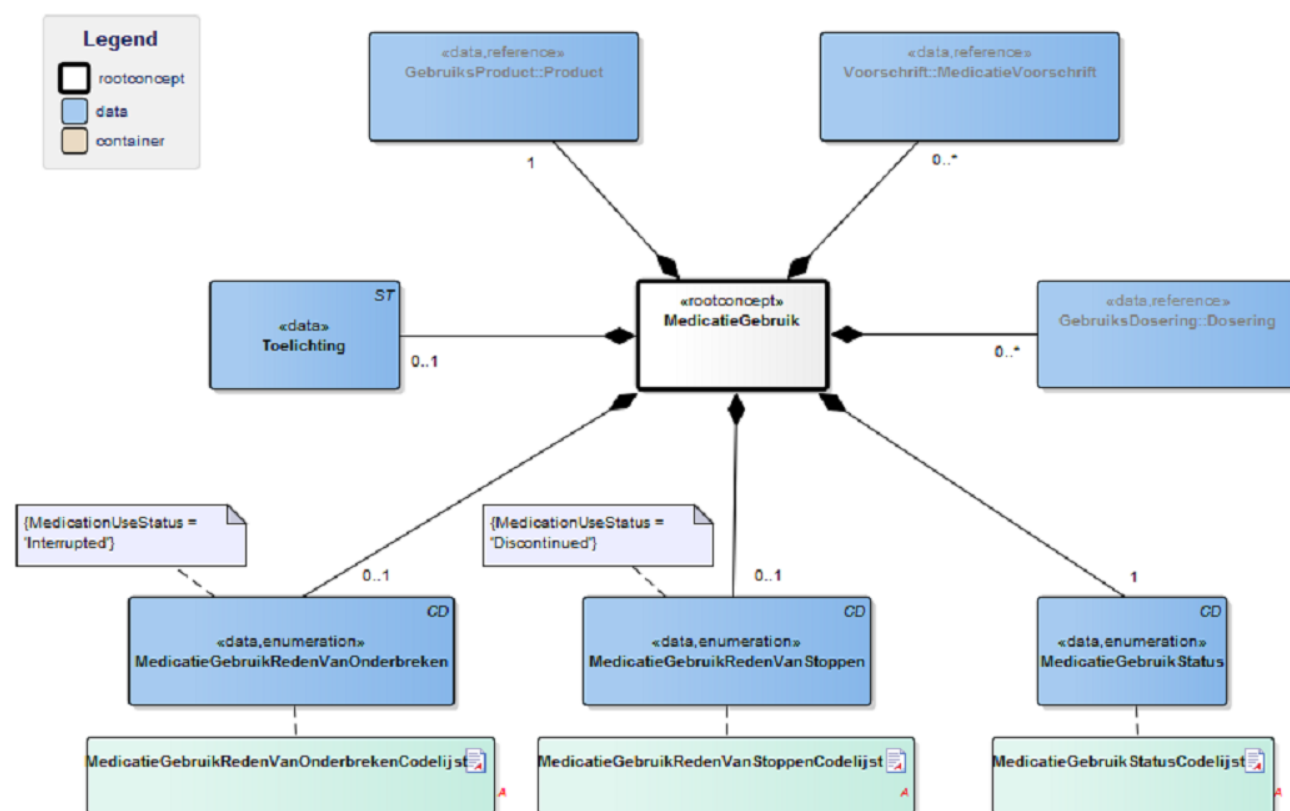 Legend
rootconcept
data
container
«data,reference»
GebruiksProduct::Product
«data,reference»
Voorschrift::MedicatieVoorschrift
1
0..*
ST
«data»
Toelichting
0..1
«rootconcept»
MedicatieGebruik
«data,reference»
GebruiksDosering::Dosering
0..*
{MedicationUseStatus =
'Interrupted'}
{MedicationUseStatus =
'Discontinued'}
0..1
0..1
1
CD
«data,enumeration»
MedicatieGebruikRedenVanOnderbreken
CD
«data,enumeration»
MedicatieGebruikRedenVanStoppen
CD
«data,enumeration»
MedicatieGebruikStatus
MedicatieGebruikRedenVanOnderbrekenCodelijst
A
MedicatieGebruikRedenVanStoppenCodelijst
A
MedicatieGebruikStatusCodelijst
A